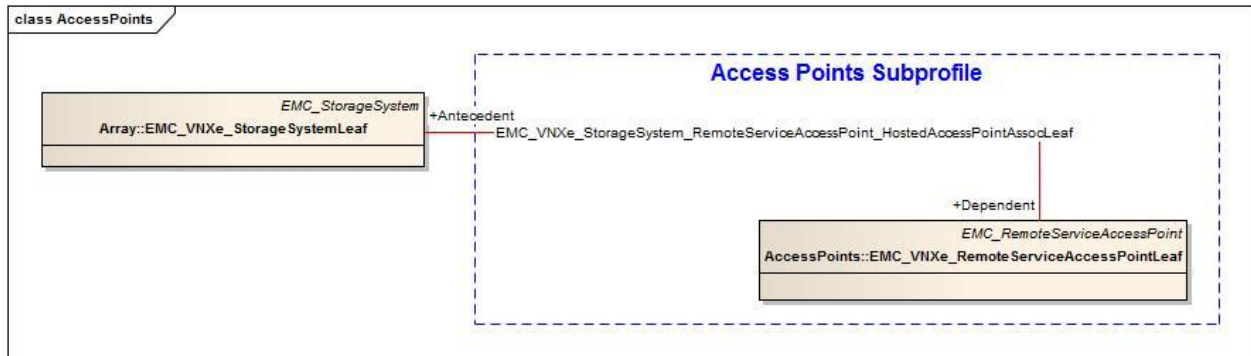 class AccessPoints
Access Points Subprofile
EMC_StorageSystem
Array::EMC_VNXe_StorageSystemLeaf
+Antecedent
EMC_VNXe_StorageSystem_RemoteServiceAccessPoint_HostedAccessPointAssocLeaf
+Dependent
EMC_RemoteServiceAccessPoint
AccessPoints::EMC_VNXe_RemoteServiceAccessPointLeaf